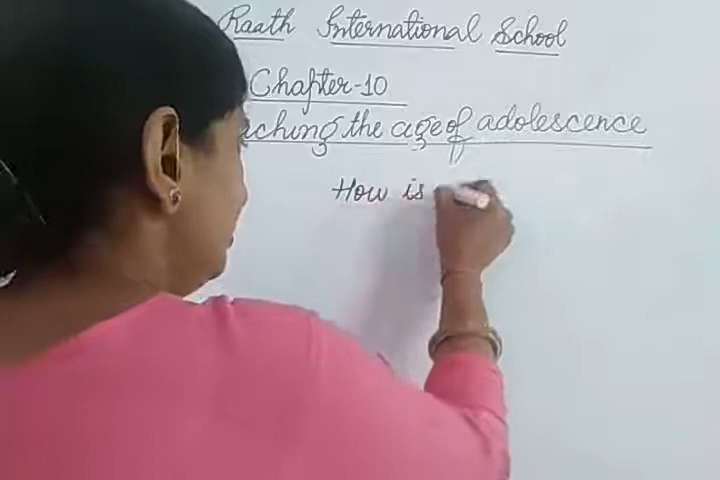 Raath International School
Chapter-10
aching the age of adolescence
How is